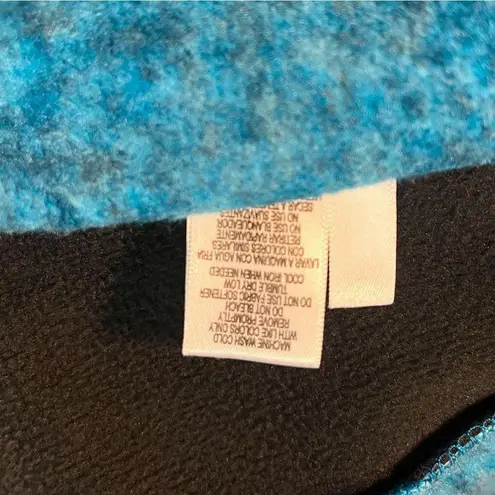 MACHINE WASH COLD
WITH LIKE COLORS ONLY
REMOVE PROMPTLY
DO NOT BLEACH
DO NOT USE FABRIC SOFTENER
TUMBLE DRY LOW
COOL IRON WHEN NEEDED
LAVAR A MAQUINA CON AGUA FRIA
CON COLORES SIMILARES
RETIRAR RAPIDAMENTE
NO USE BLANQUEADOR
NO USE SUAVIZANTE
SECAR A